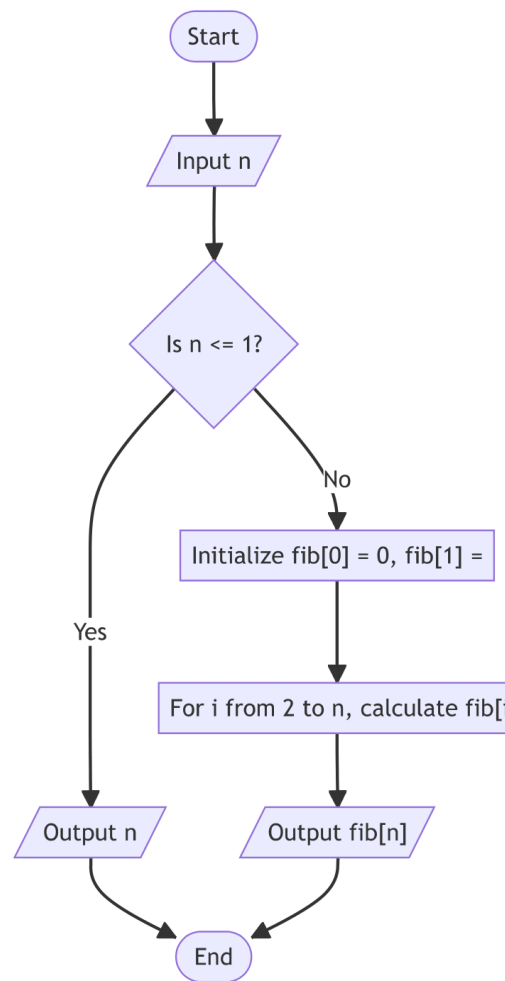 Start
Input n
Is n <= 1?
No
Initialize fib[0] = 0, fib[1] =
Yes
For i from 2 to n, calculate fib[
Output n
Output fib[n]
End